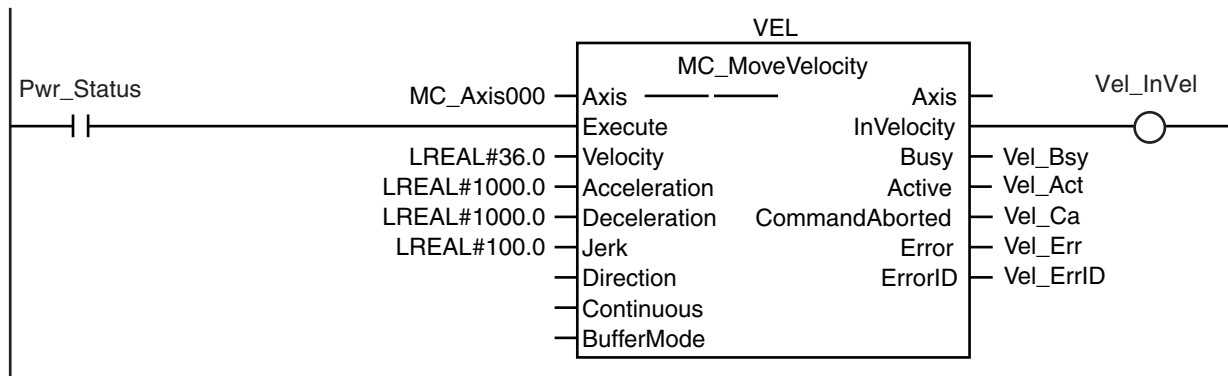 VEL
MC_MoveVelocity
Pwr_Status
Vel_InVel
MC_Axis000 Axis Axis
Execute InVelocity
LREAL#36.0 Velocity Busy Vel_Bsy
LREAL#1000.0 Acceleration Active Vel_Act
LREAL#1000.0 Deceleration CommandAborted Vel_Ca
LREAL#100.0 Jerk Error Vel_Err
Direction ErrorID Vel_ErrID
Continuous
BufferMode